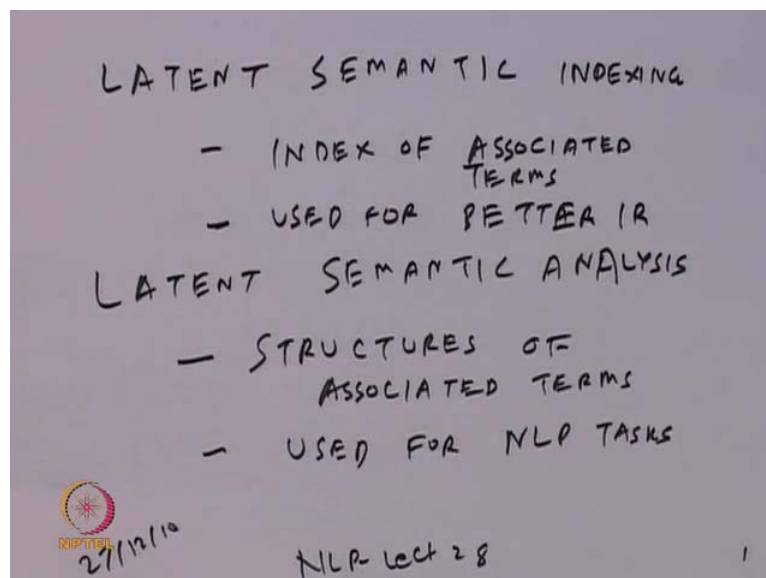 LATENT SEMANTIC INDEXING
- INDEX OF ASSOCIATED
TERMS
- USED FOR BETTER IR
LATENT SEMANTIC ANALYSIS
- STRUCTURES OF
ASSOCIATED TERMS
- USED FOR NLP TASKS
NPTEL
27/12/10
NLP- Lect 28
1